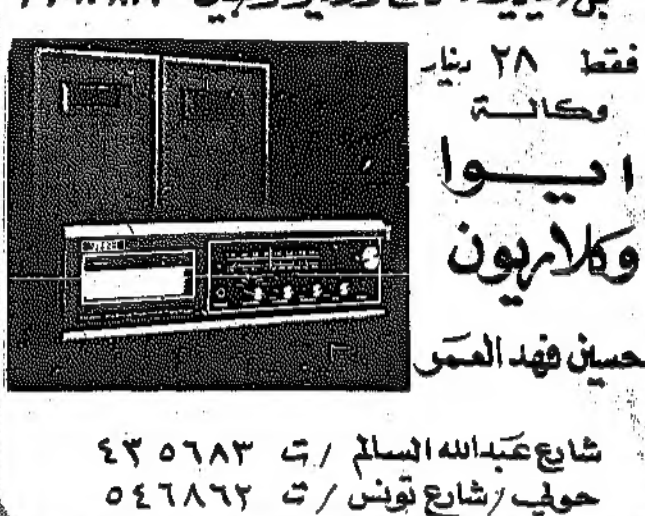 فقط ٢٨ دينار
وكالة
ايوا
وكلاريون
حسين فهد العمر
شارع عبدالله السالم / ت ٤٣٥٦٨٣
حولي / شارع تونس / ت ٥٤٦٨٦٢